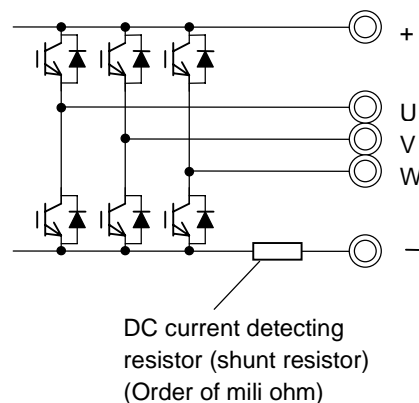 +
U
V
W
—
DC current detecting
resistor (shunt resistor)
(Order of mili ohm)